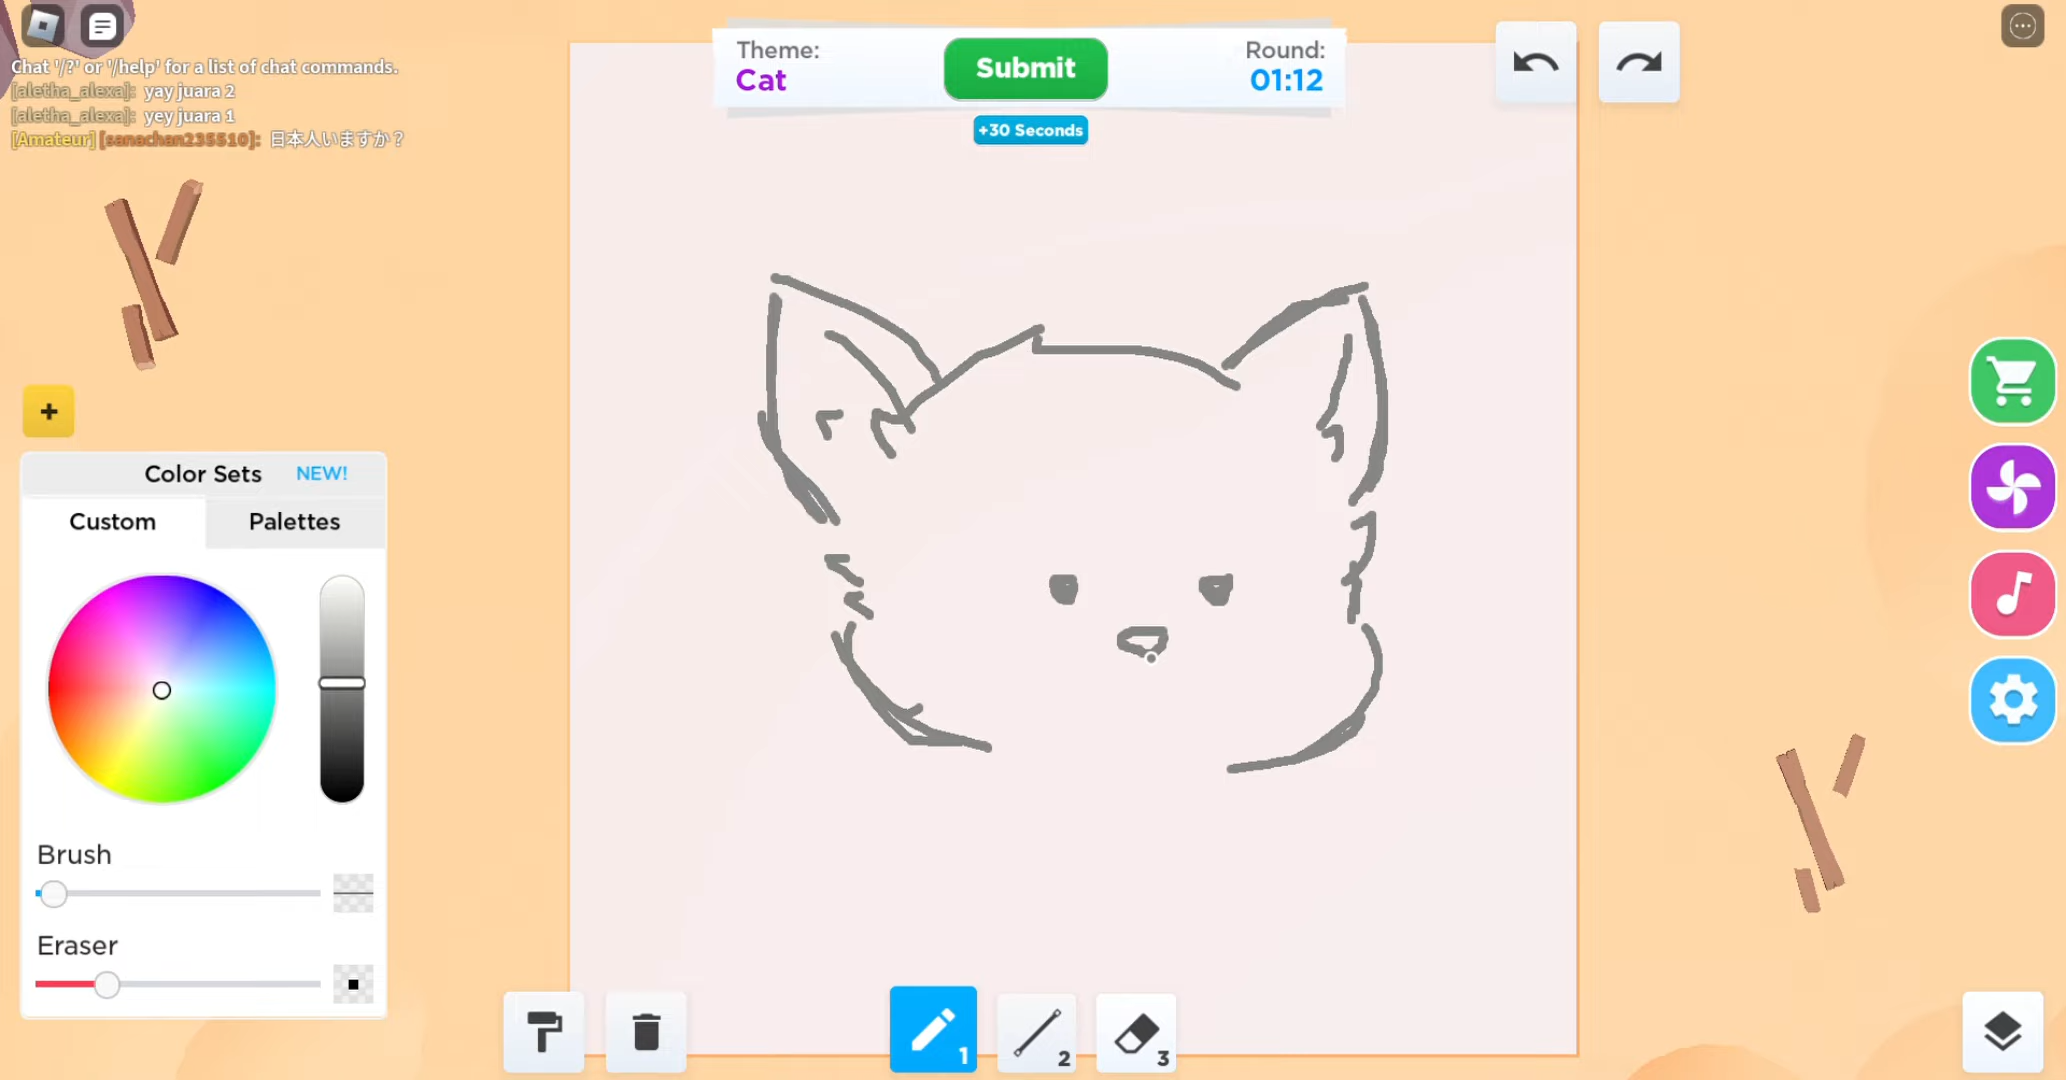 Chat '/?' or '/help' for a list of chat commands.
[aletha_alexa]: yay juara 2
[aletha_alexa]: yey juara 1
[Amateur] [sanachan235510]: 日本人いますか？
Theme:
Cat
Submit
Round:
01:12
+30 Seconds
+
Color Sets NEW!
Custom Palettes
Brush
Eraser
1
2
3